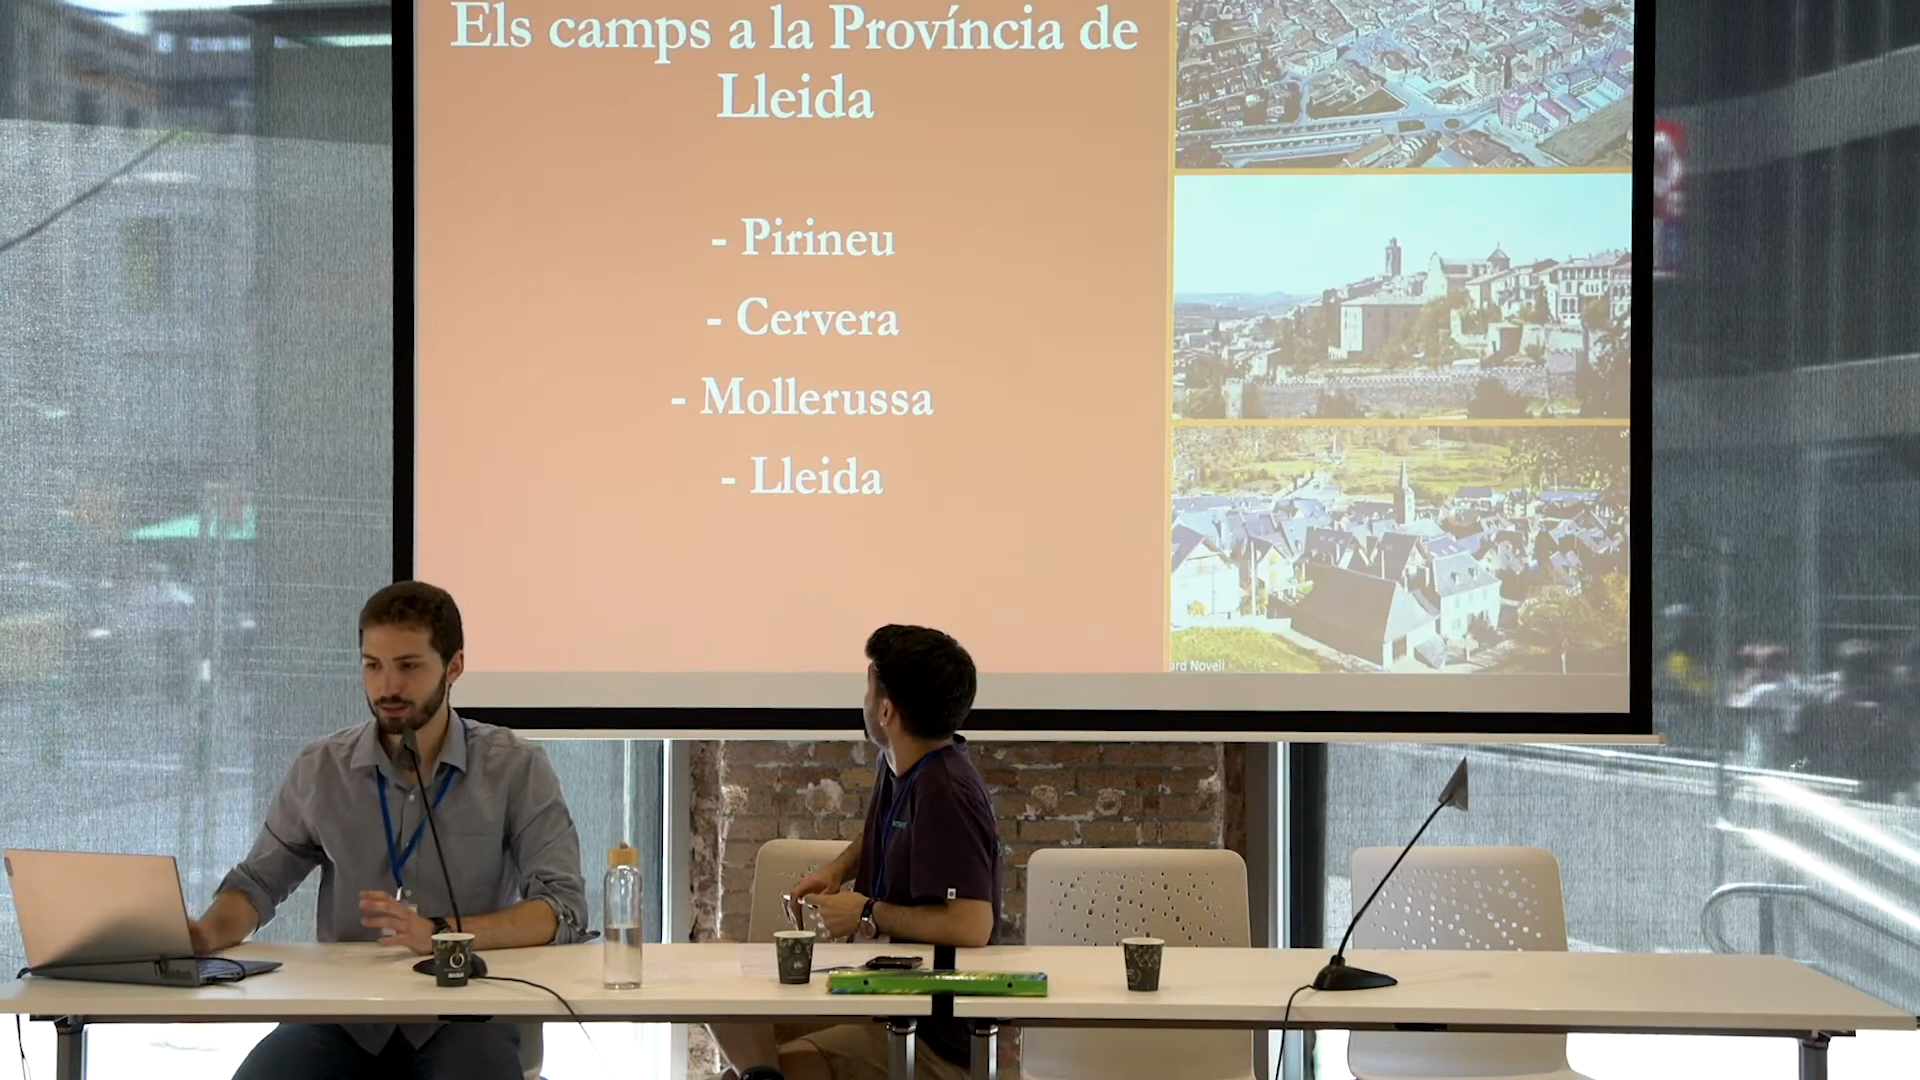 Els camps a la Província de
Lleida
- Pirineu
- Cervera
- Mollerussa
- Lleida
ard Novell